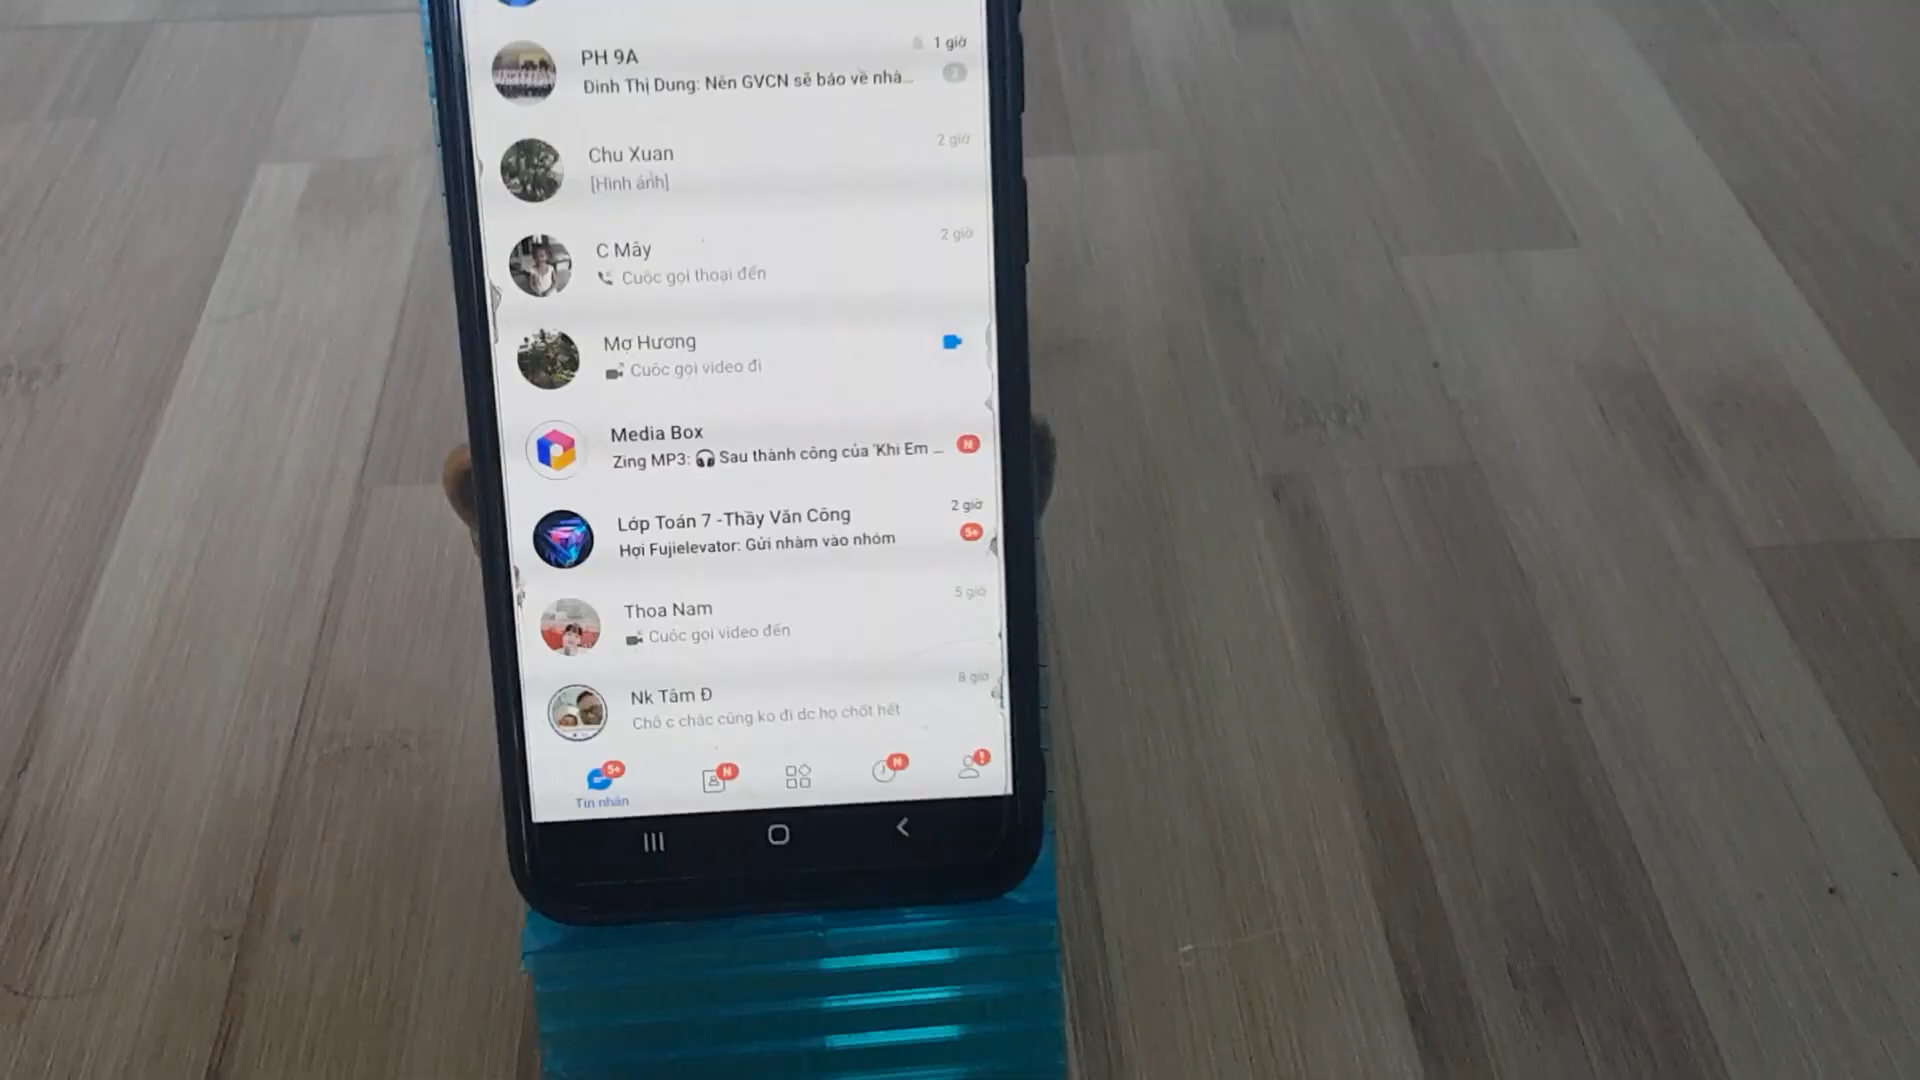 PH 9A
1 giờ
Đinh Thị Dung: Nên GVCN sẽ báo về nhà...
Chu Xuan
2 giờ
[Hình ảnh]
C Mây
2 giờ
Cuộc gọi thoại đến
Mợ Hương
Cuộc gọi video đi
Media Box
Zing MP3: 🎧 Sau thành công của 'Khi Em ...
N
Lớp Toán 7 -Thầy Văn Công
2 giờ
Hợi Fujielevator: Gửi nhầm vào nhóm
5+
Thoa Nam
5 giờ
Cuộc gọi video đến
Nk Tâm Đ
8 giờ
Chô c chắc cũng ko đi dc họ chốt hết
5+
N
N
!
Tin nhắn